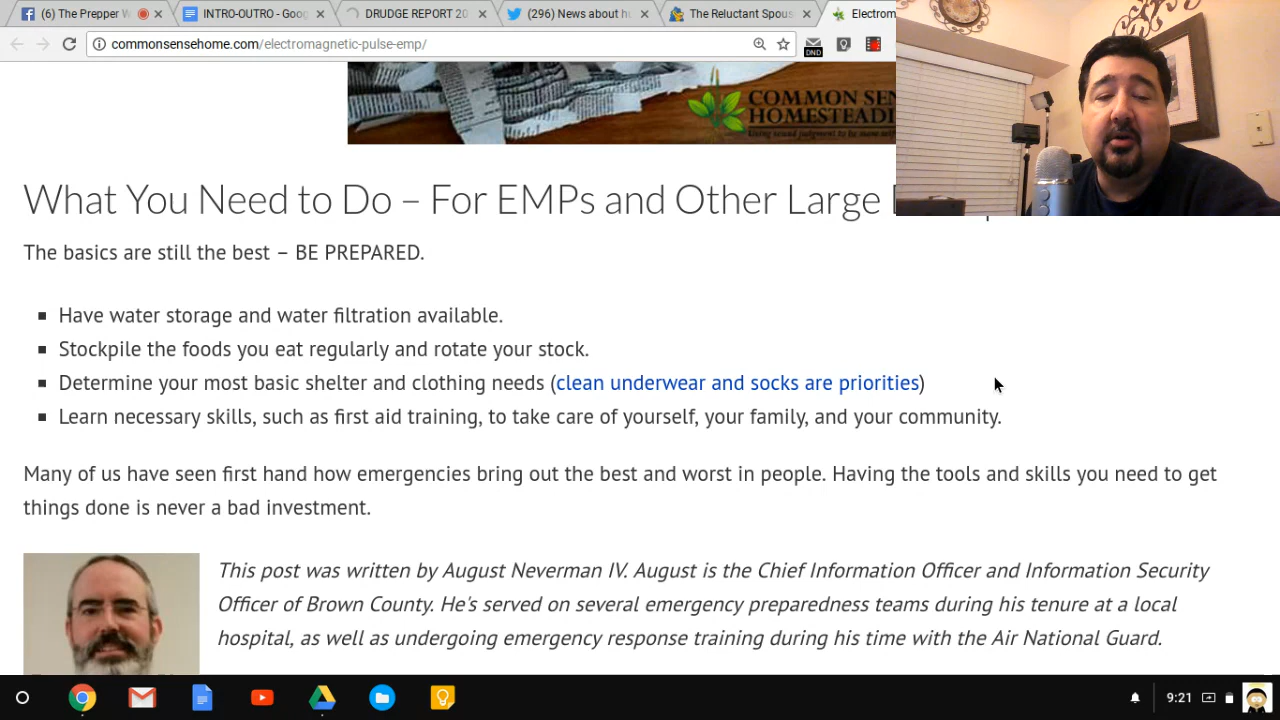 (6) The Prepper W
INTRO-OUTRO - Goog
DRUDGE REPORT 20
(296) News about h
The Reluctant Spous
Electrom
commonsensehome.com/electromagnetic-pulse-emp/
DND
COMMON SEN
HOMESTEADI
What You Need to Do – For EMPs and Other Large
The basics are still the best – BE PREPARED.
▪ Have water storage and water filtration available.
▪ Stockpile the foods you eat regularly and rotate your stock.
▪ Determine your most basic shelter and clothing needs (clean underwear and socks are priorities)
▪ Learn necessary skills, such as first aid training, to take care of yourself, your family, and your community.
Many of us have seen first hand how emergencies bring out the best and worst in people. Having the tools and skills you need to get
things done is never a bad investment.
This post was written by August Neverman IV. August is the Chief Information Officer and Information Security
Officer of Brown County. He's served on several emergency preparedness teams during his tenure at a local
hospital, as well as undergoing emergency response training during his time with the Air National Guard.
9:21